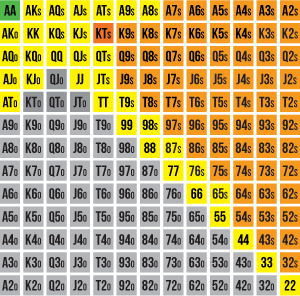 AA AKs AQs AJs ATs A9s A8s A7s A6s A5s A4s A3s A2s
AKo KK KQs KJs KTs K9s K8s K7s K6s K5s K4s K3s K2s
AQo KQo QQ QJs QTs Q9s Q8s Q7s Q6s Q5s Q4s Q3s Q2s
AJo KJo QJo JJ JTs J9s J8s J7s J6s J5s J4s J3s J2s
ATo KTo QTo JTo TT T9s T8s T7s T6s T5s T4s T3s T2s
A9o K9o Q9o J9o T9o 99 98s 97s 96s 95s 94s 93s 92s
A8o K8o Q8o J8o T8o 98o 88 87s 86s 85s 84s 83s 82s
A7o K7o Q7o J7o T7o 97o 87o 77 76s 75s 74s 73s 72s
A6o K6o Q6o J6o T6o 96o 86o 76o 66 65s 64s 63s 62s
A5o K5o Q5o J5o T5o 95o 85o 75o 65o 55 54s 53s 52s
A4o K4o Q4o J4o T4o 94o 84o 74o 64o 54o 44 43s 42s
A3o K3o Q3o J3o T3o 93o 83o 73o 63o 53o 43o 33 32s
A2o K2o Q2o J2o T2o 92o 82o 72o 62o 52o 42o 32o 22